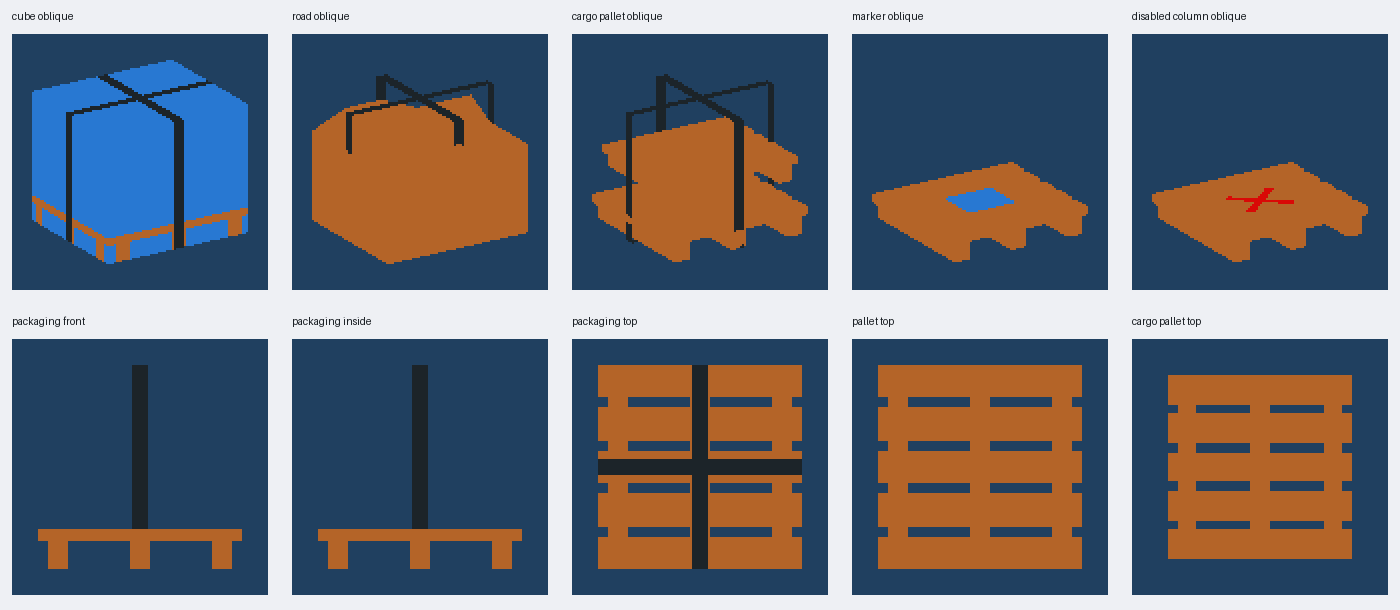 cube oblique
road oblique
cargo pallet oblique
marker oblique
disabled column oblique
packaging front
packaging inside
packaging top
pallet top
cargo pallet top